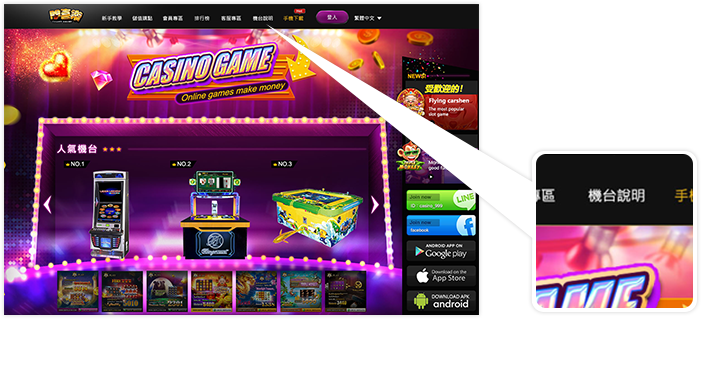 新手教學 儲值購點 會員專區 排行榜 客服專區 機台說明 手機下載 登入 繁體中文
CASINO GAME
Online games make money
NEWS!
受歡迎的!
Flying carshen
The most popular
slot game
人氣機台
NO.1 NO.2 NO.3
Join now
ID : casino_999
LINE
Join now
facebook
ANDROID APP ON
Google play
Download on the
App Store
DOWNLOAD APK
android
專區 機台說明 手機
GAME